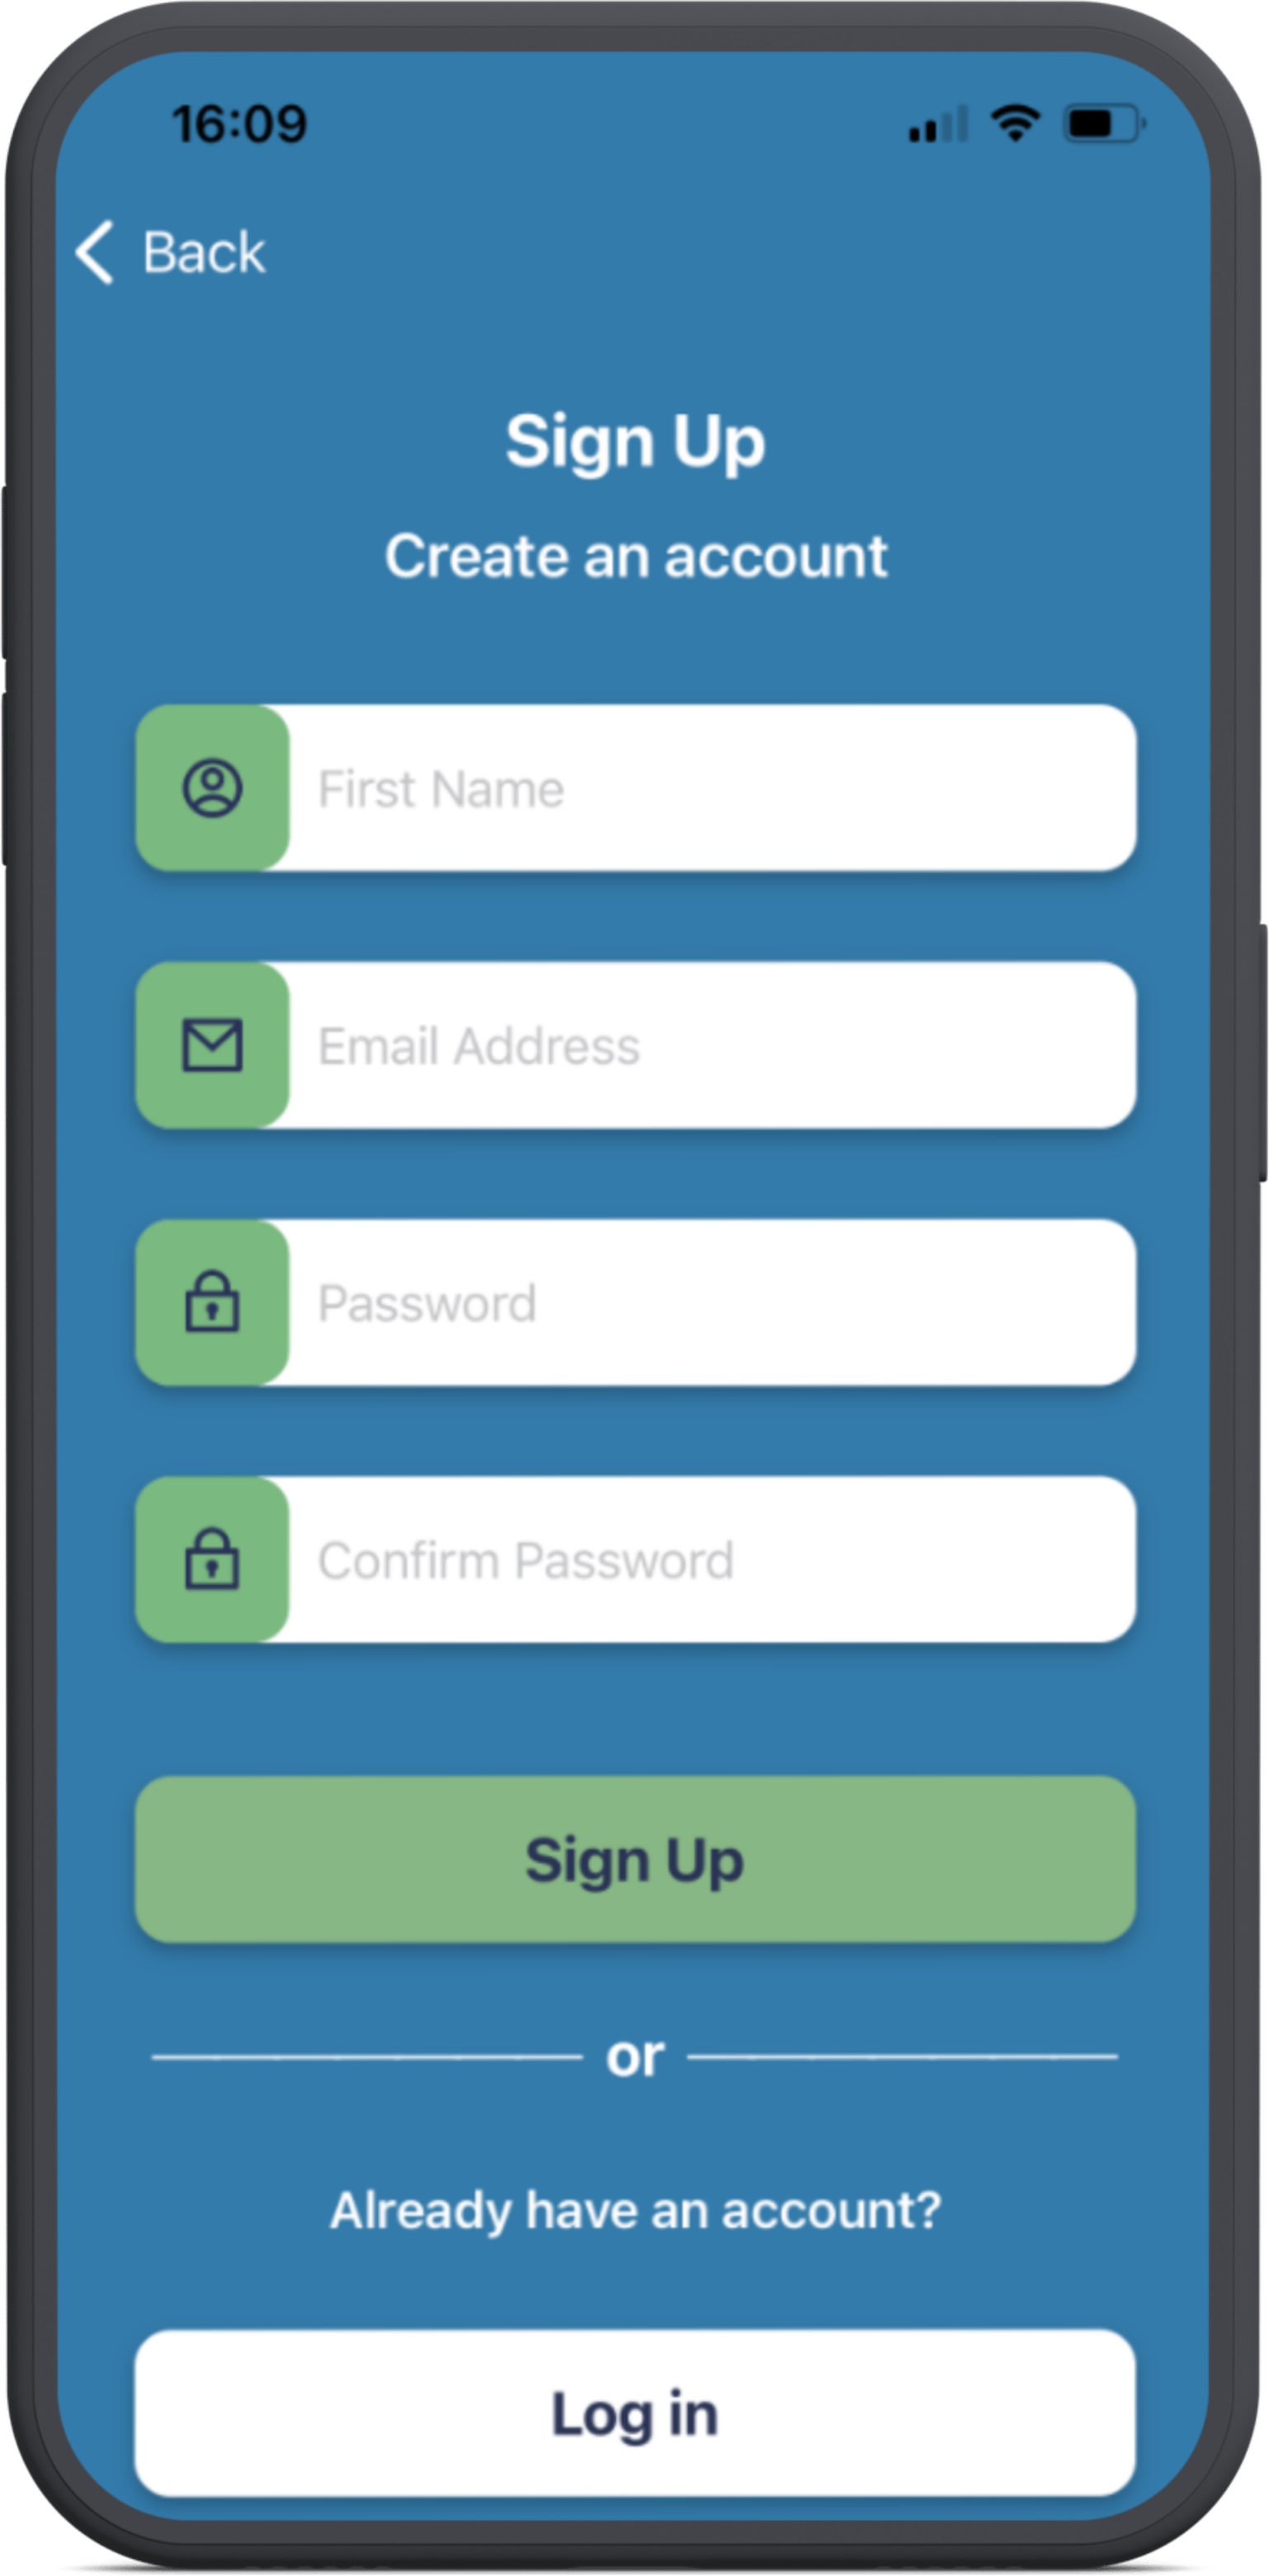 16:09
Back
Sign Up
Create an account
First Name
Email Address
Password
Confirm Password
Sign Up
or
Already have an account?
Log in